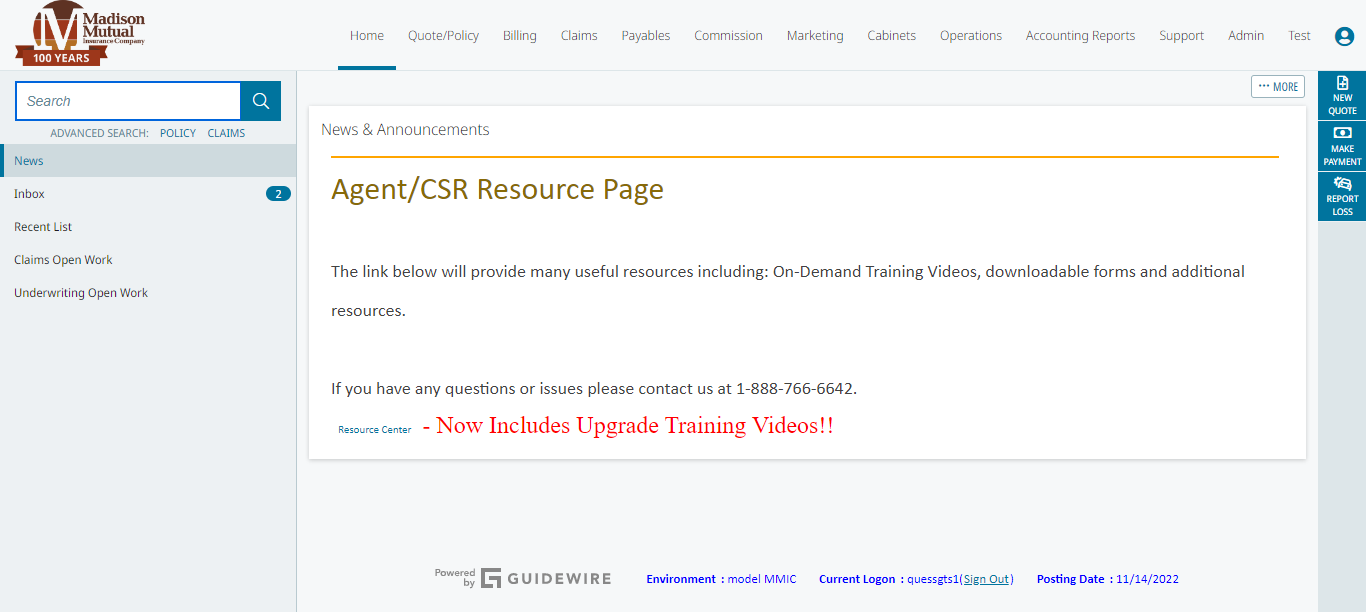 Madison
Mutual
Insurance Company
100 YEARS
Home Quote/Policy Billing Claims Payables Commission Marketing Cabinets Operations Accounting Reports Support Admin Test
Search
ADVANCED SEARCH: POLICY CLAIMS
News
Inbox 2
Recent List
Claims Open Work
Underwriting Open Work
••• MORE
News & Announcements
Agent/CSR Resource Page
The link below will provide many useful resources including: On-Demand Training Videos, downloadable forms and additional
resources.
If you have any questions or issues please contact us at 1-888-766-6642.
Resource Center - Now Includes Upgrade Training Videos!!
NEW
QUOTE
MAKE
PAYMENT
REPORT
LOSS
Powered
by
GUIDEWIRE
Environment : model MMIC Current Logon : quessgts1(Sign Out) Posting Date : 11/14/2022